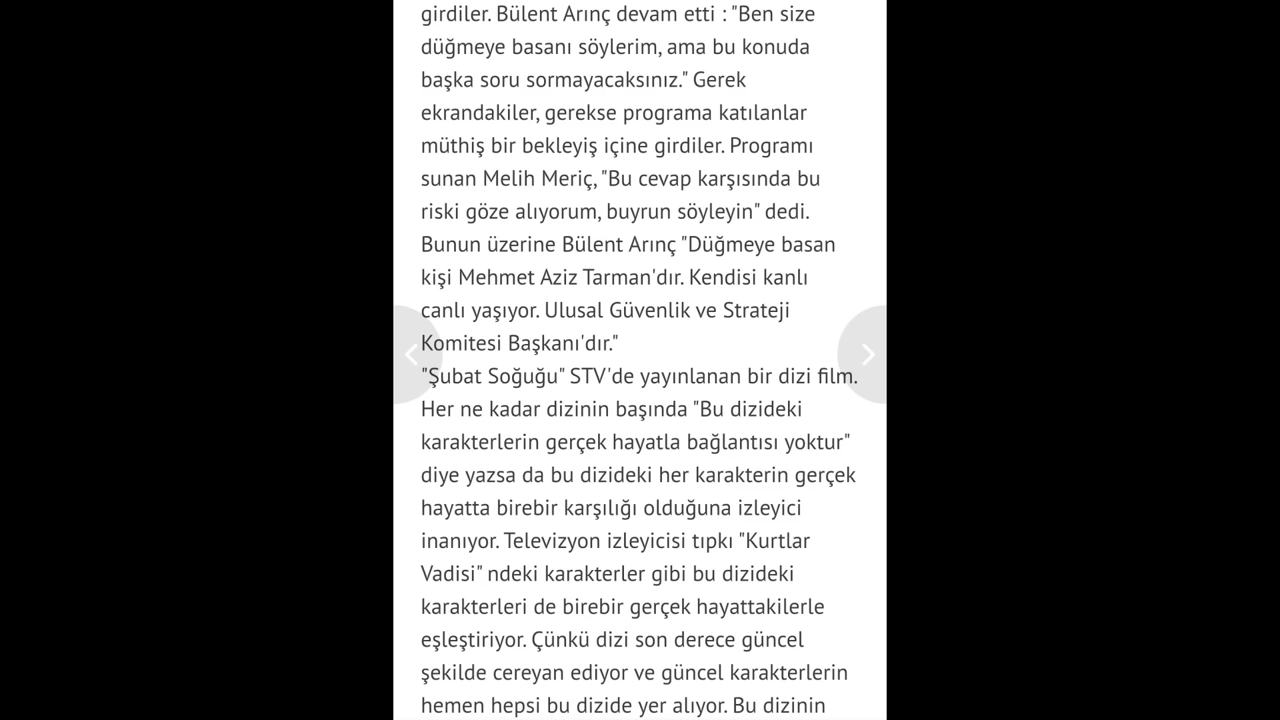 girdiler. Bülent Arınç devam etti : "Ben size
düğmeye basanı söylerim, ama bu konuda
başka soru sormayacaksınız." Gerek
ekrandakiler, gerekse programa katılanlar
müthiş bir bekleyiş içine girdiler. Programı
sunan Melih Meriç, "Bu cevap karşısında bu
riski göze alıyorum, buyrun söyleyin" dedi.
Bunun üzerine Bülent Arınç "Düğmeye basan
kişi Mehmet Aziz Tarman'dır. Kendisi kanlı
canlı yaşıyor. Ulusal Güvenlik ve Strateji
Komitesi Başkanı'dır."
"Şubat Soğuğu" STV'de yayınlanan bir dizi film.
Her ne kadar dizinin başında "Bu dizideki
karakterlerin gerçek hayatla bağlantısı yoktur"
diye yazsa da bu dizideki her karakterin gerçek
hayatta birebir karşılığı olduğuna izleyici
inanıyor. Televizyon izleyicisi tıpkı "Kurtlar
Vadisi" ndeki karakterler gibi bu dizideki
karakterleri de birebir gerçek hayattakilerle
eşleştiriyor. Çünkü dizi son derece güncel
şekilde cereyan ediyor ve güncel karakterlerin
hemen hepsi bu dizide yer alıyor. Bu dizinin